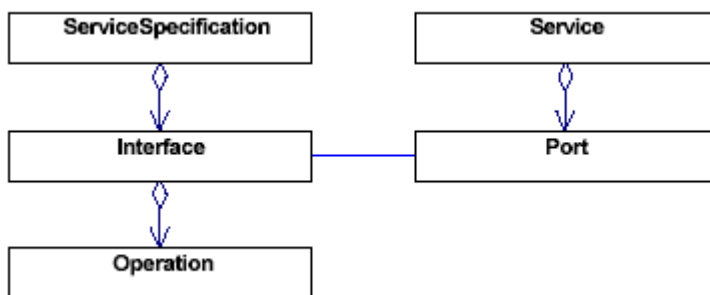 ServiceSpecification
Service
Interface
Port
Operation